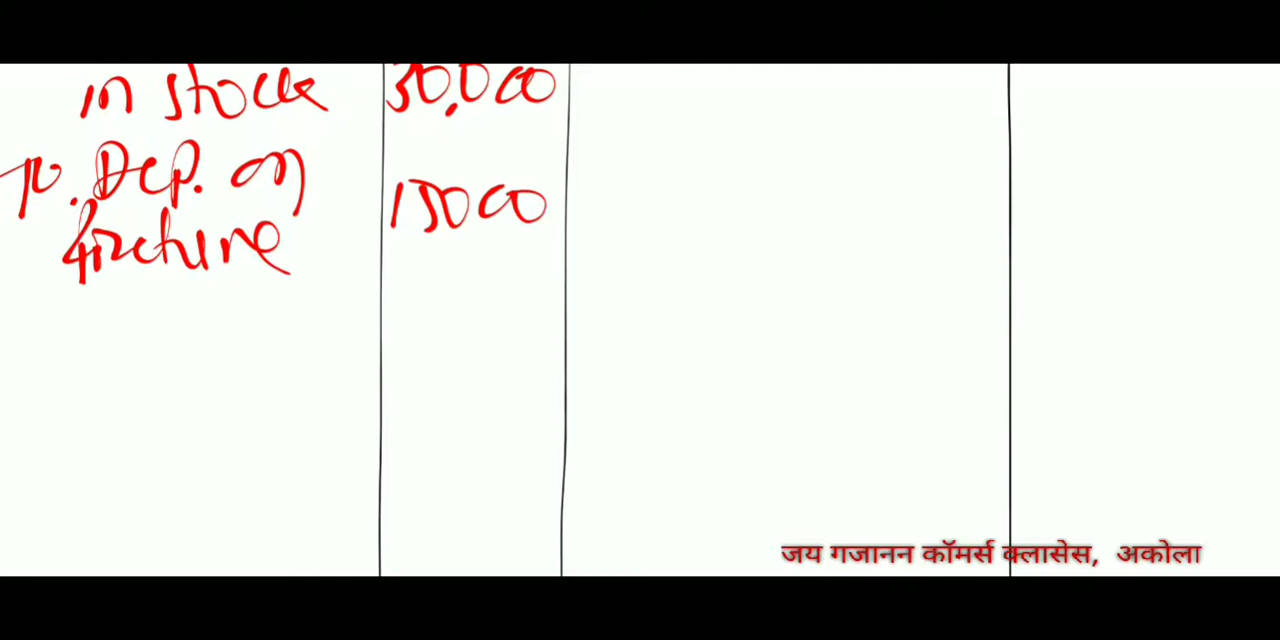 in stock 30,000
To. Dep. on 15000
Machine
जय गजानन कॉमर्स क्लासेस, अकोला